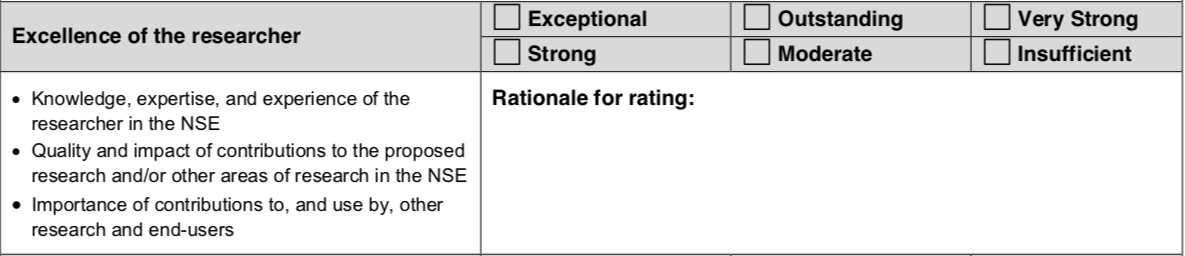 Excellence of the researcher
Exceptional
Outstanding
Very Strong
Strong
Moderate
Insufficient
• Knowledge, expertise, and experience of the
researcher in the NSE
• Quality and impact of contributions to the proposed
research and/or other areas of research in the NSE
• Importance of contributions to, and use by, other
research and end-users
Rationale for rating: